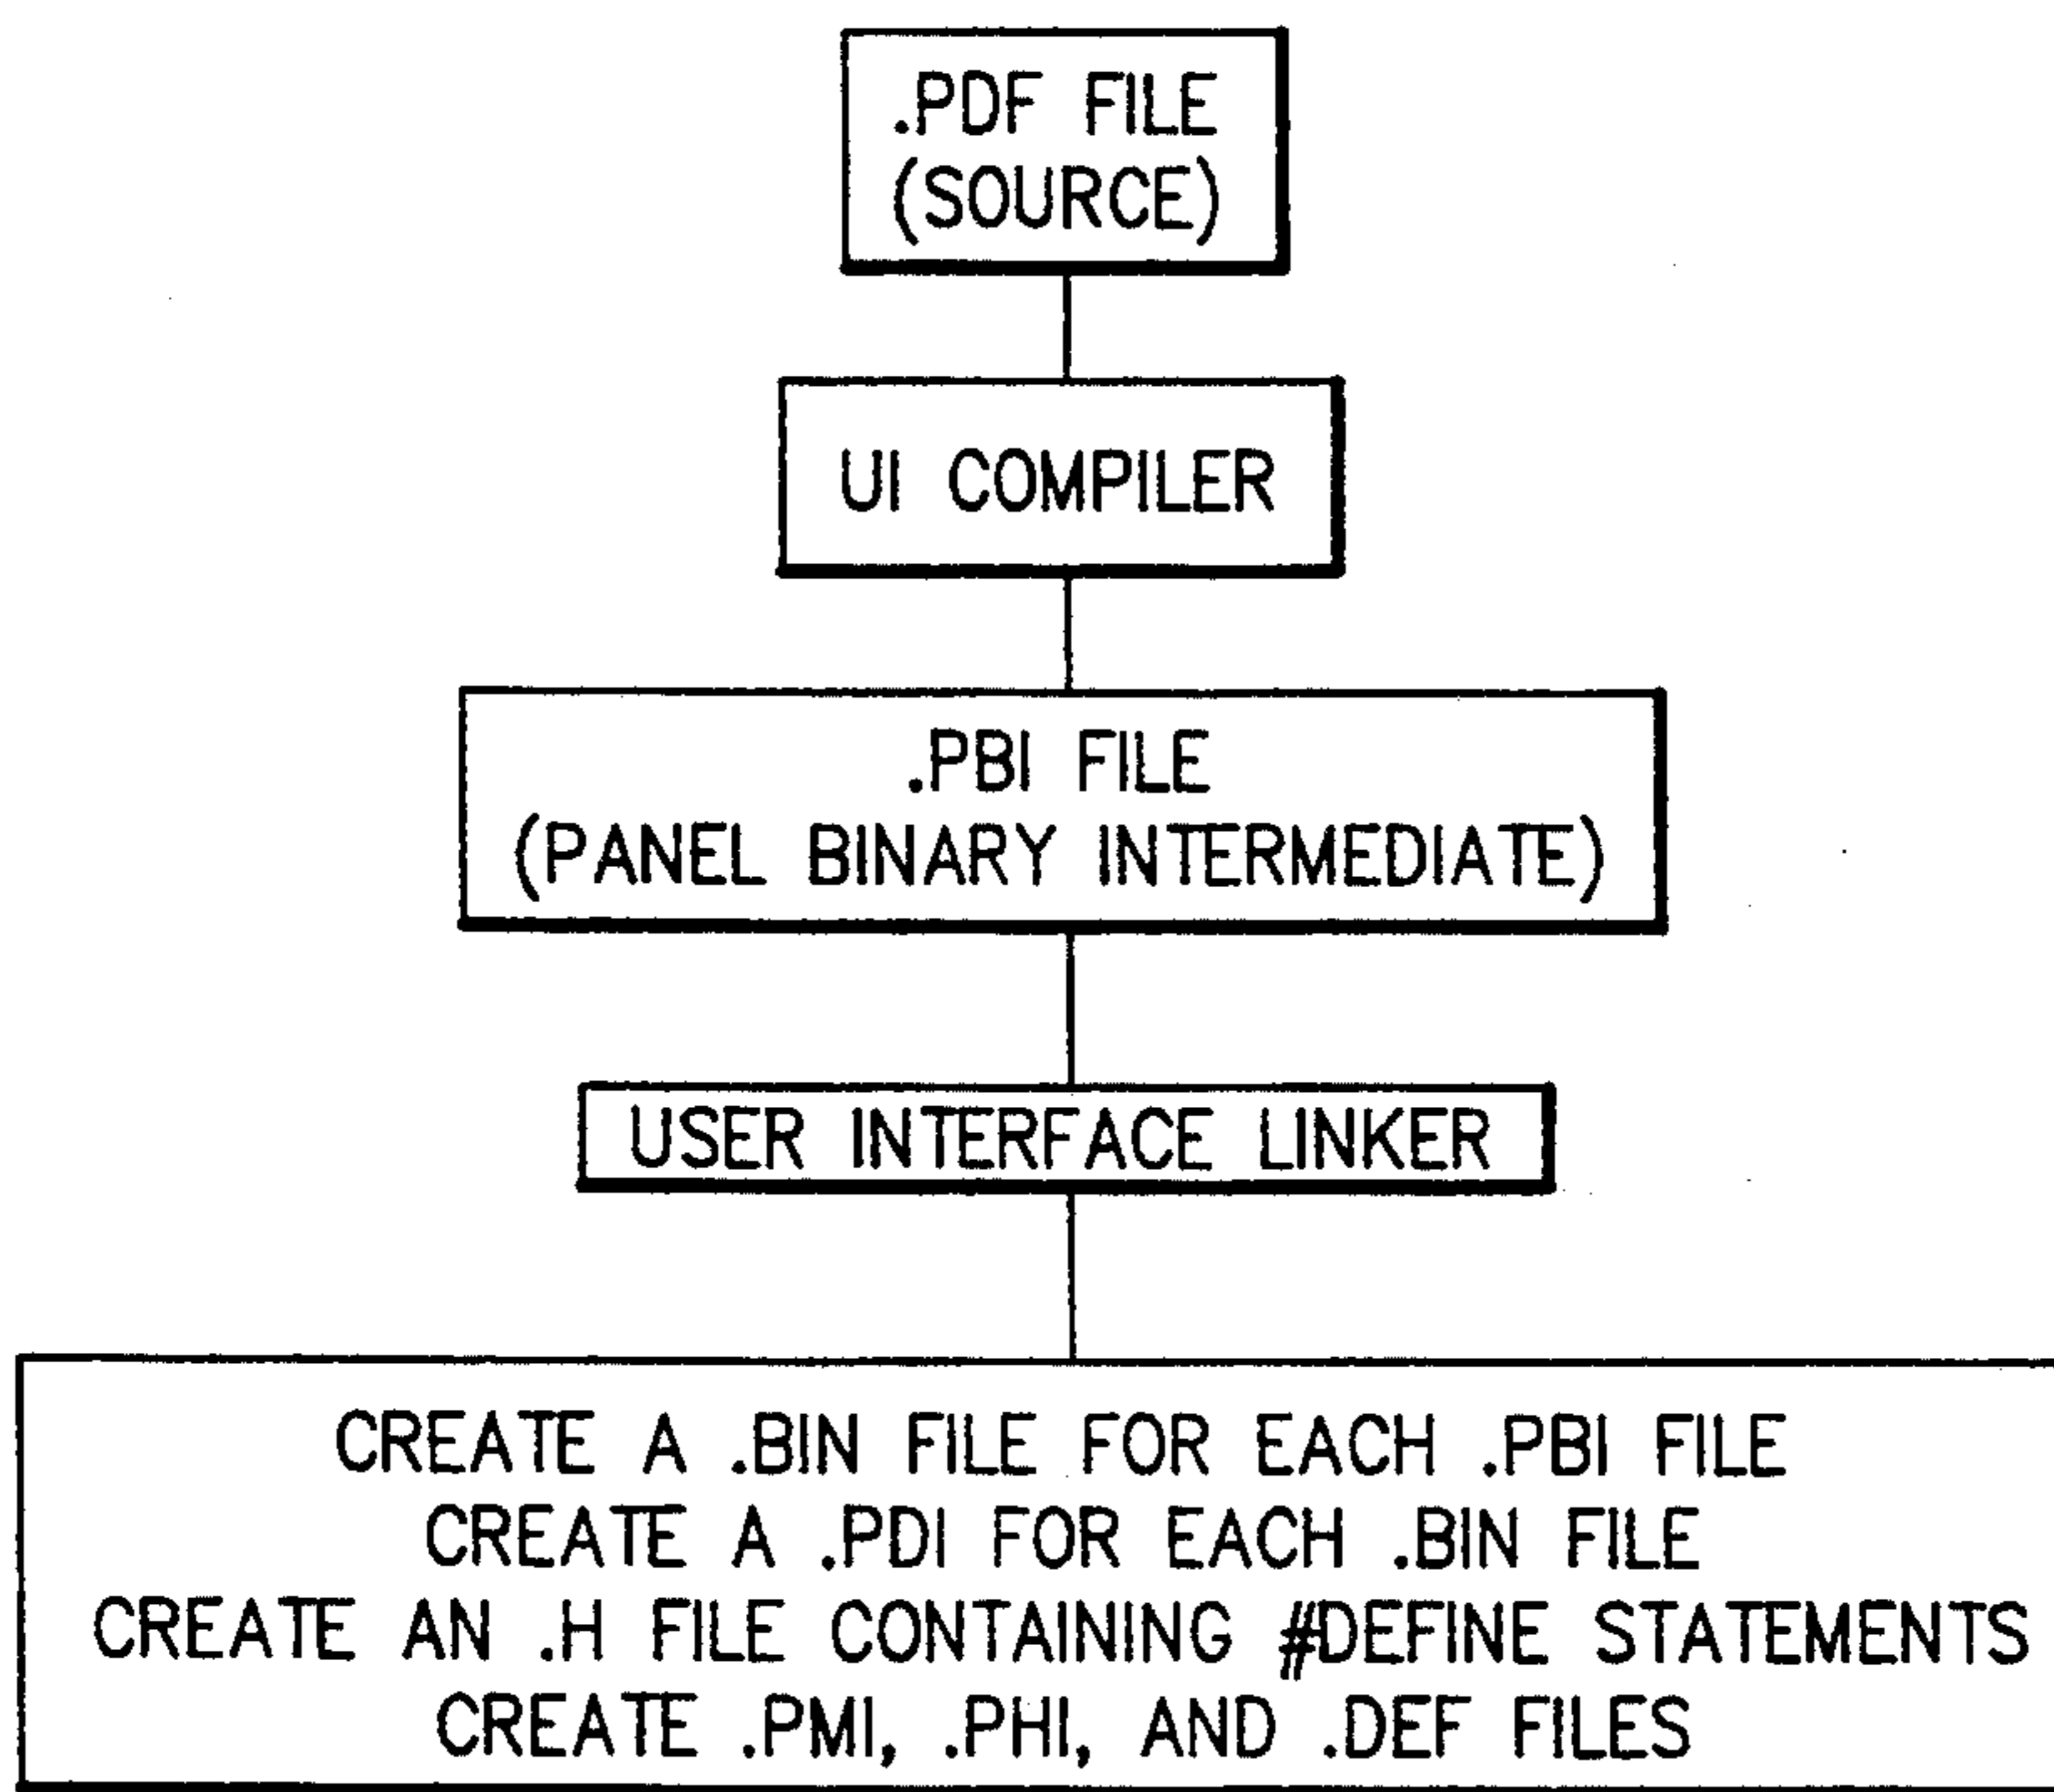 .PDF FILE
(SOURCE)
UI COMPILER
.PBI FILE
(PANEL BINARY INTERMEDIATE)
USER INTERFACE LINKER
CREATE A .BIN FILE FOR EACH .PBI FILE
CREATE A .PDI FOR EACH .BIN FILE
CREATE AN .H FILE CONTAINING #DEFINE STATEMENTS
CREATE .PMI, .PHI, AND .DEF FILES